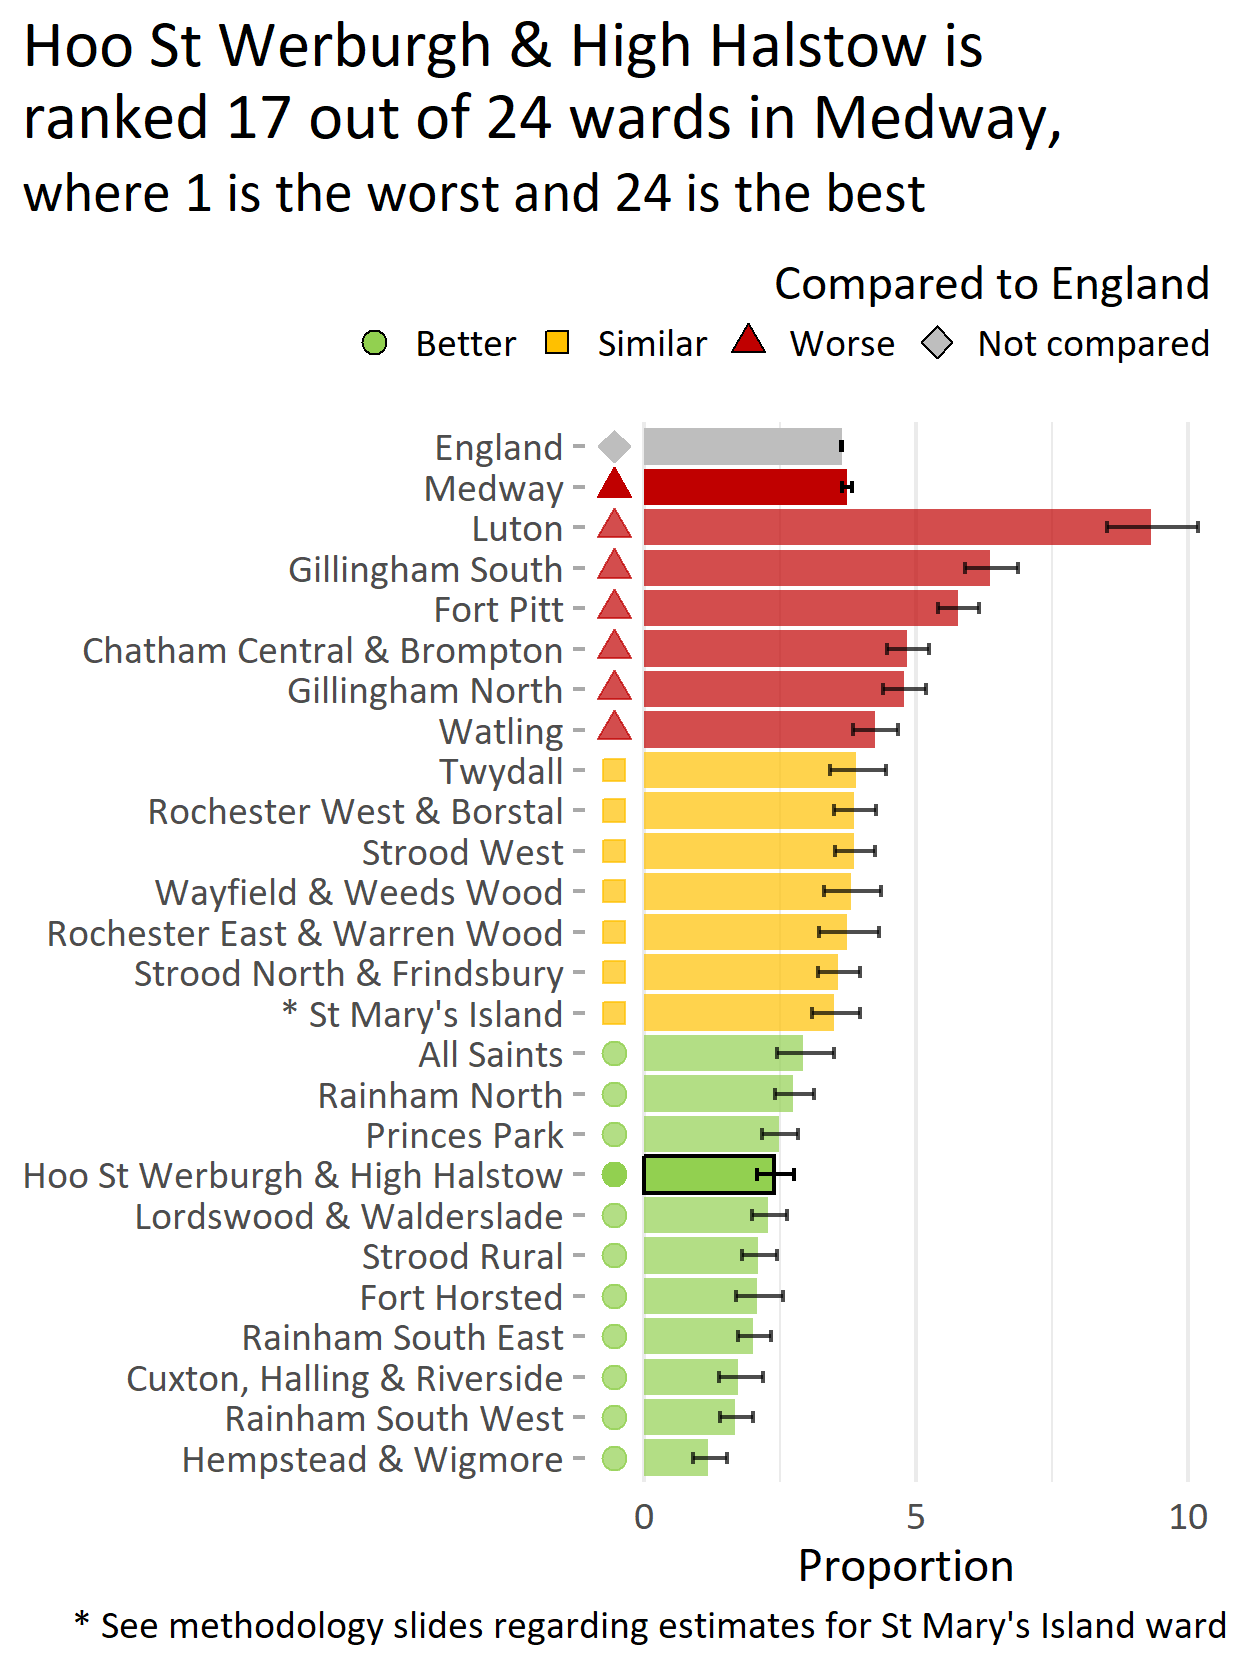 Hoo St Werburgh & High Halstow is
ranked 17 out of 24 wards in Medway,
where 1 is the worst and 24 is the best
Compared to England
Better Similar Worse Not compared
England
Medway
Luton
Gillingham South
Fort Pitt
Chatham Central & Brompton
Gillingham North
Watling
Twydall
Rochester West & Borstal
Strood West
Wayfield & Weeds Wood
Rochester East & Warren Wood
Strood North & Frindsbury
* St Mary's Island
All Saints
Rainham North
Princes Park
Hoo St Werburgh & High Halstow
Lordswood & Walderslade
Strood Rural
Fort Horsted
Rainham South East
Cuxton, Halling & Riverside
Rainham South West
Hempstead & Wigmore
0 5 10
Proportion
* See methodology slides regarding estimates for St Mary's Island ward